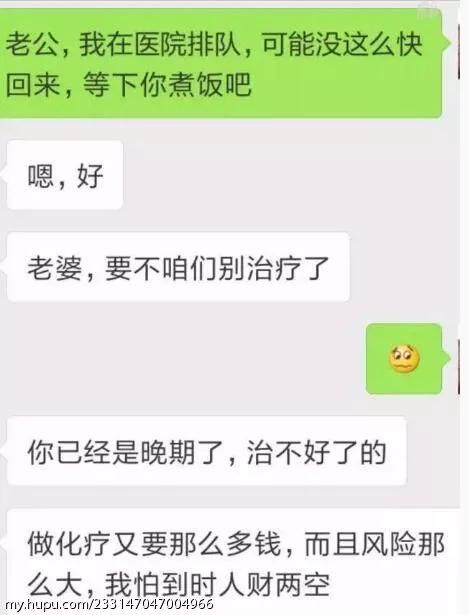 老公，我在医院排队，可能没这么快
回来，等下你煮饭吧
嗯，好
老婆，要不咱们别治疗了
你已经是晚期了，治不好了的
做化疗又要那么多钱，而且风险那
么大，我怕到时人财两空
my.hupu.com/233147047004966